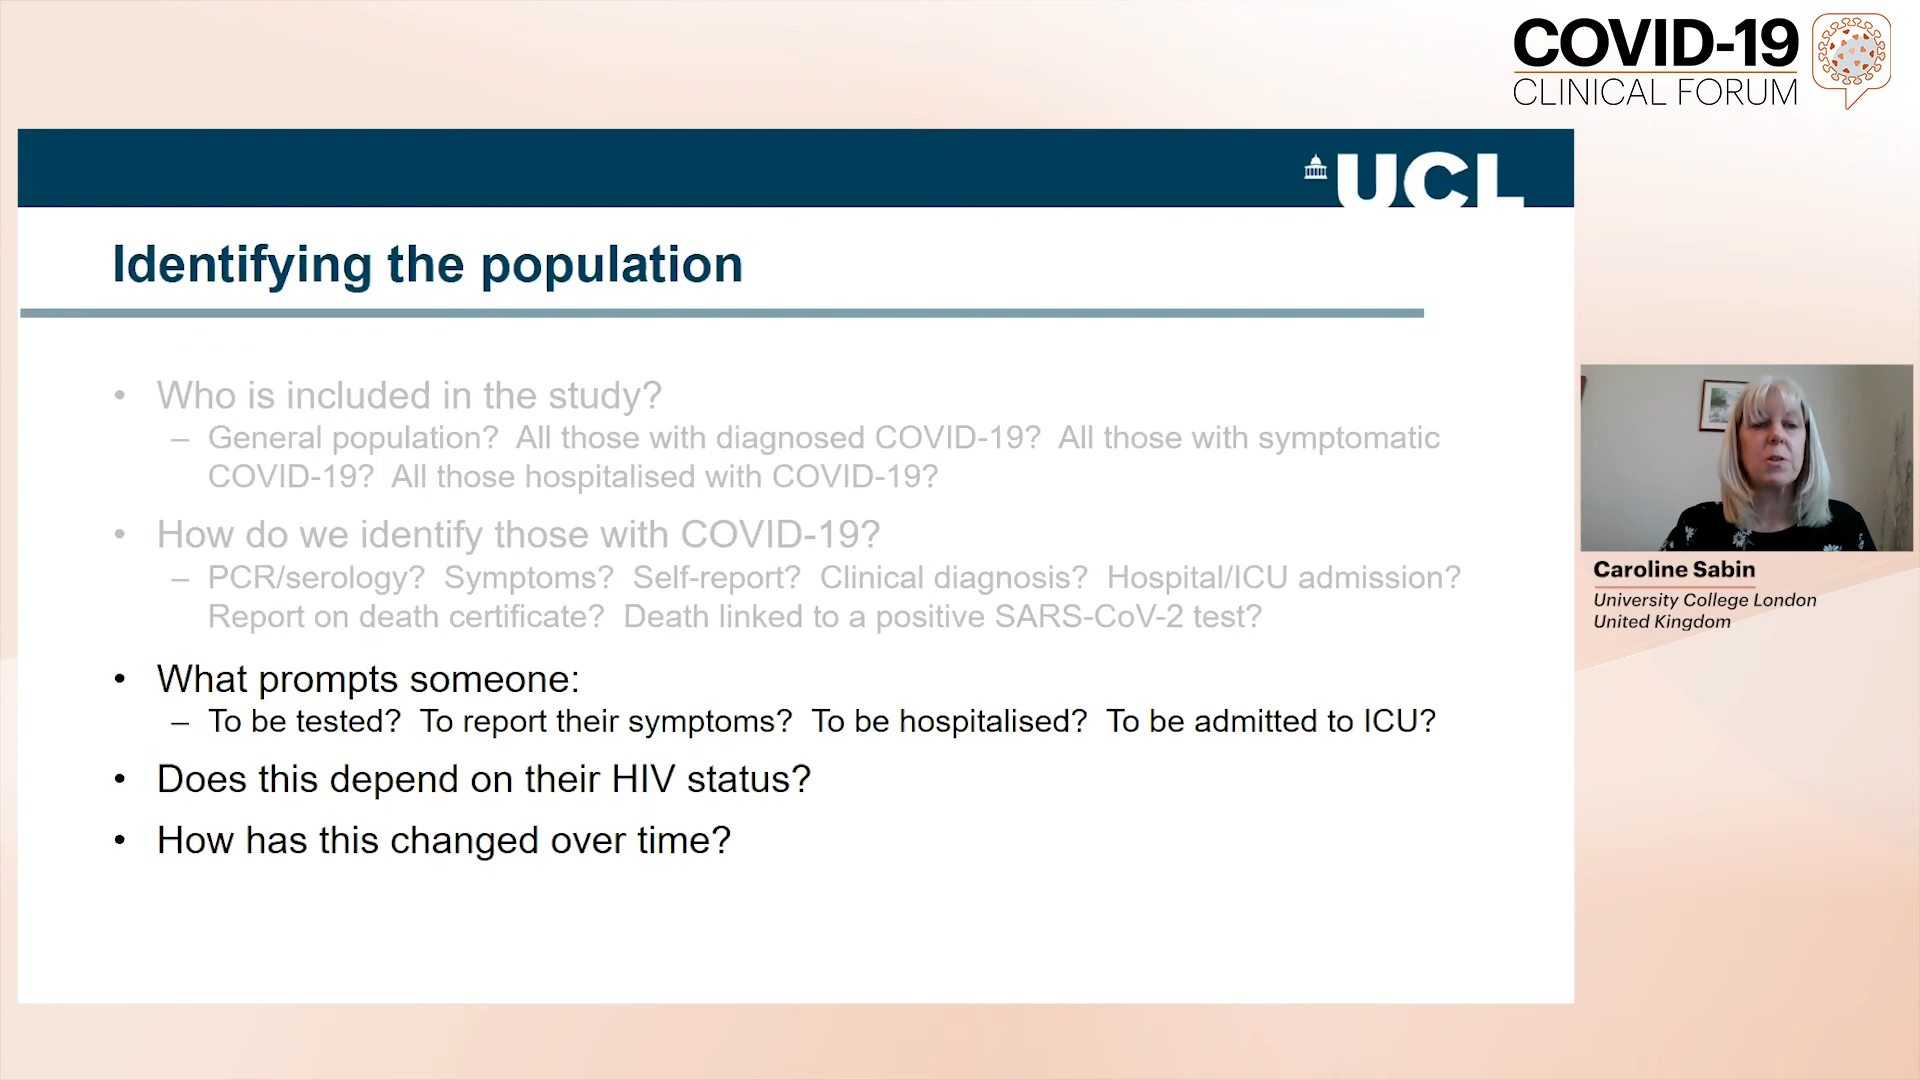 COVID-19
CLINICAL FORUM
UCL
Identifying the population
• Who is included in the study?
– General population? All those with diagnosed COVID-19? All those with symptomatic
COVID-19? All those hospitalised with COVID-19?
• How do we identify those with COVID-19?
– PCR/serology? Symptoms? Self-report? Clinical diagnosis? Hospital/ICU admission?
Report on death certificate? Death linked to a positive SARS-CoV-2 test?
• What prompts someone:
– To be tested? To report their symptoms? To be hospitalised? To be admitted to ICU?
• Does this depend on their HIV status?
• How has this changed over time?
Caroline Sabin
University College London
United Kingdom